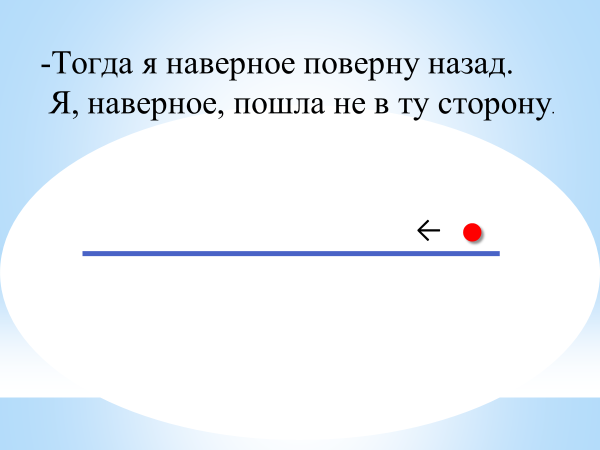 -Тогда я наверное поверну назад.
Я, наверное, пошла не в ту сторону.